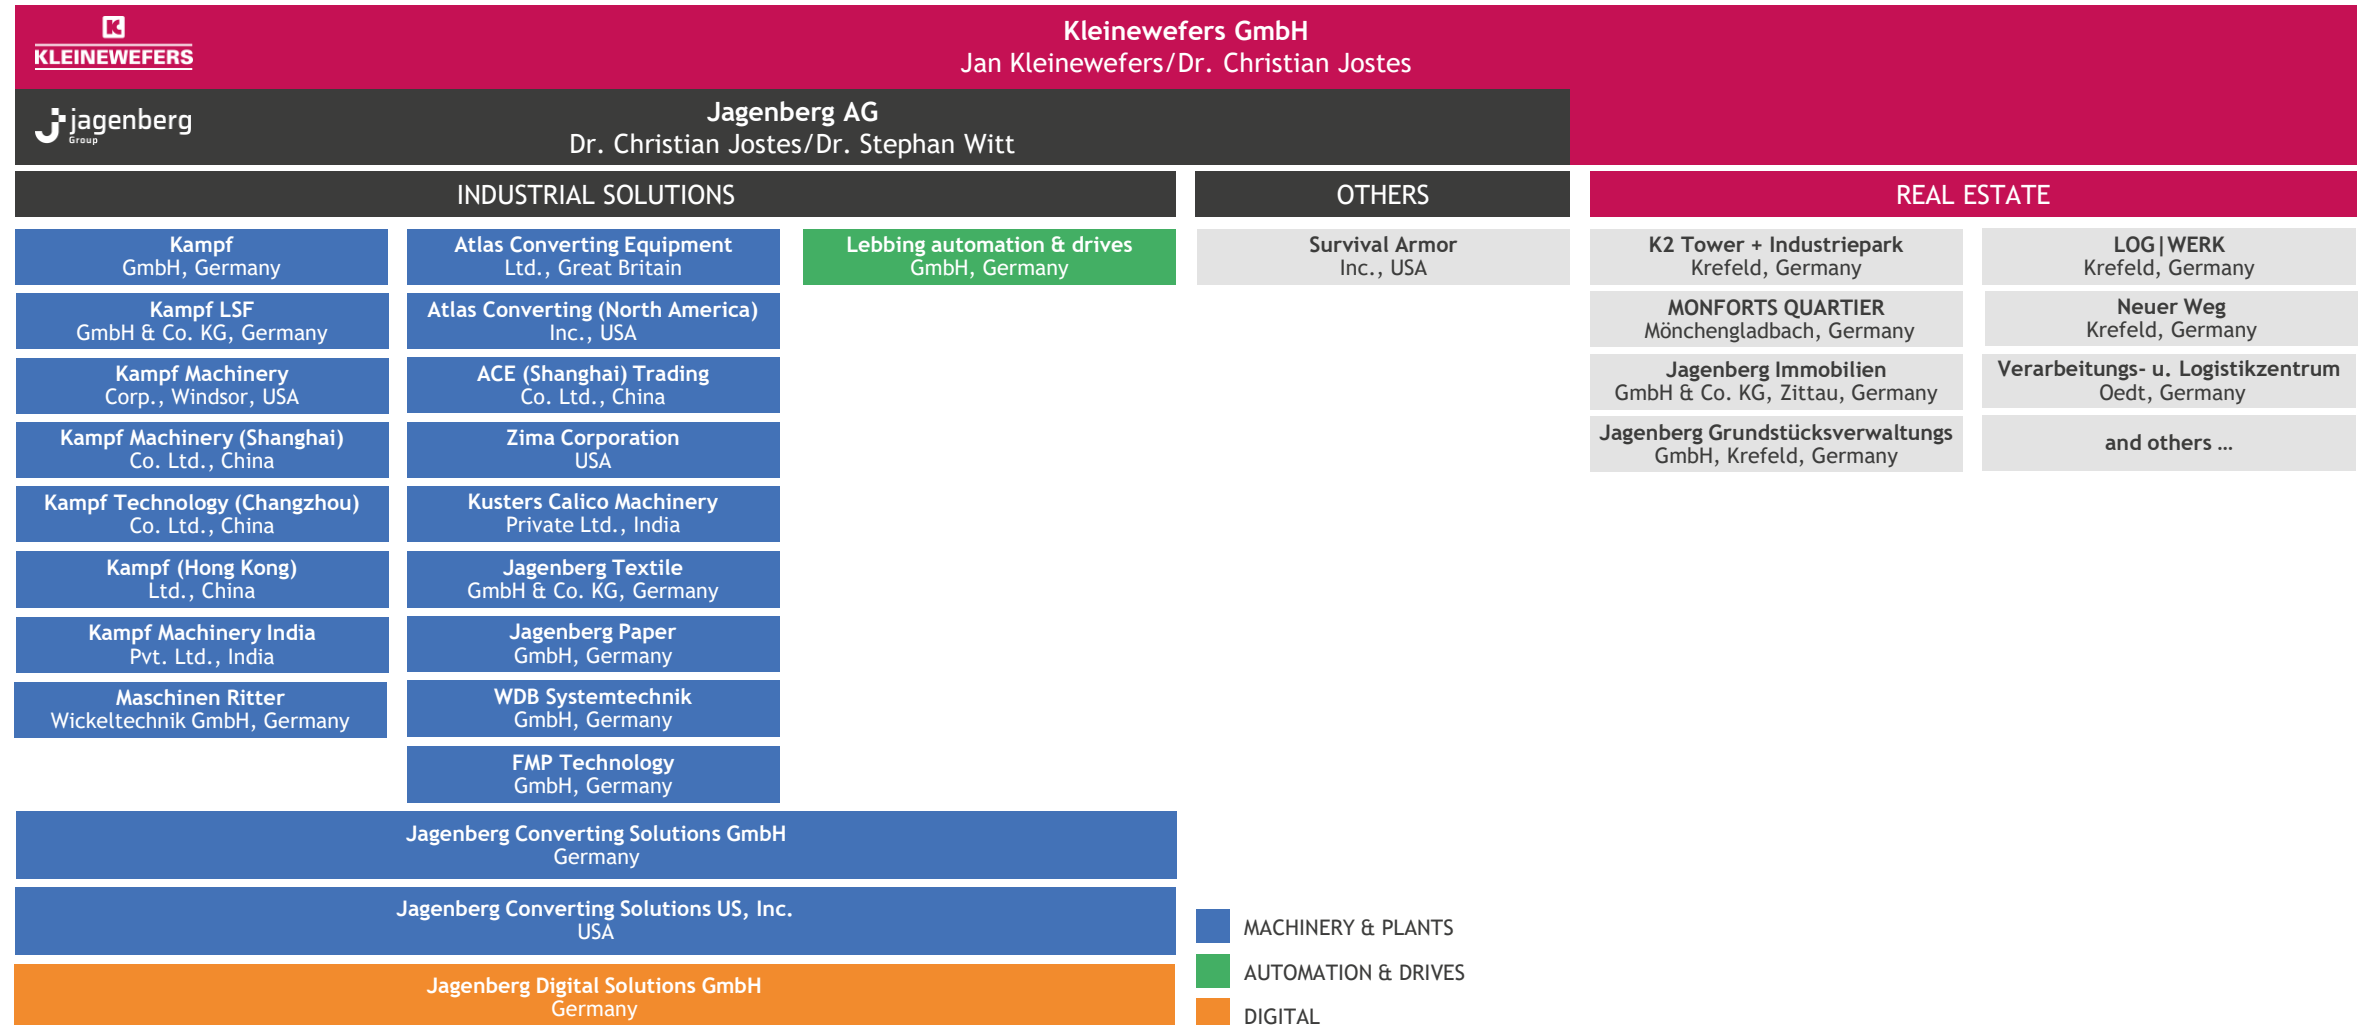 K
KLEINEWEFERS
Kleinewefers GmbH
Jan Kleinewefers/Dr. Christian Jostes
jagenberg
Group
Jagenberg AG
Dr. Christian Jostes/Dr. Stephan Witt
INDUSTRIAL SOLUTIONS
Kampf
GmbH, Germany
Kampf LSF
GmbH & Co. KG, Germany
Kampf Machinery
Corp., Windsor, USA
Kampf Machinery (Shanghai)
Co. Ltd., China
Kampf Technology (Changzhou)
Co. Ltd., China
Kampf (Hong Kong)
Ltd., China
Kampf Machinery India
Pvt. Ltd., India
Maschinen Ritter
Wickeltechnik GmbH, Germany
Atlas Converting Equipment
Ltd., Great Britain
Atlas Converting (North America)
Inc., USA
ACE (Shanghai) Trading
Co. Ltd., China
Zima Corporation
USA
Kusters Calico Machinery
Private Ltd., India
Jagenberg Textile
GmbH & Co. KG, Germany
Jagenberg Paper
GmbH, Germany
WDB Systemtechnik
GmbH, Germany
FMP Technology
GmbH, Germany
Lebbing automation & drives
GmbH, Germany
Jagenberg Converting Solutions GmbH
Germany
Jagenberg Converting Solutions US, Inc.
USA
Jagenberg Digital Solutions GmbH
Germany
OTHERS
Survival Armor
Inc., USA
REAL ESTATE
K2 Tower + Industriepark
Krefeld, Germany
MONFORTS QUARTIER
Mönchengladbach, Germany
Jagenberg Immobilien
GmbH & Co. KG, Zittau, Germany
Jagenberg Grundstücksverwaltungs
GmbH, Krefeld, Germany
LOG|WERK
Krefeld, Germany
Neuer Weg
Krefeld, Germany
Verarbeitungs- u. Logistikzentrum
Oedt, Germany
and others …
MACHINERY & PLANTS
AUTOMATION & DRIVES
DIGITAL